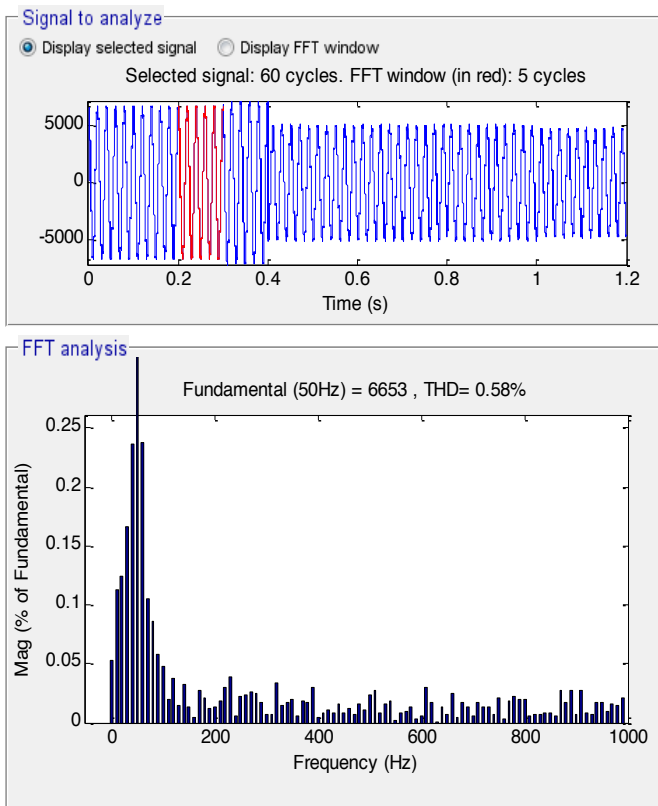 Signal to analyze
Display selected signal Display FFT window
Selected signal: 60 cycles. FFT window (in red): 5 cycles
5000
0
-5000
0 0.2 0.4 0.6 0.8 1 1.2
Time (s)
FFT analysis
Fundamental (50Hz) = 6653 , THD= 0.58%
0.25
0.2
0.15
0.1
0.05
0
Mag (% of Fundamental)
0 200 400 600 800 1000
Frequency (Hz)